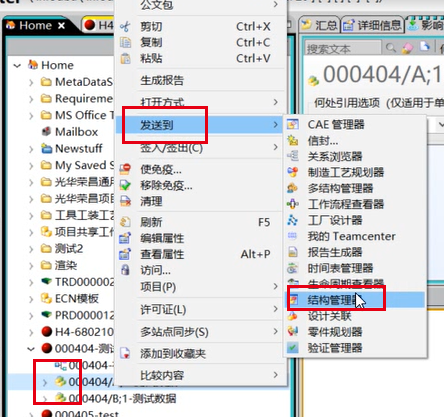 Home
H4
汇总
详细信息
影响
公文包
剪切 Ctrl+X
复制 Ctrl+C
粘贴 Ctrl+V
生成报告
打开方式
发送到
签入/签出(C)
使免疫...
移除免疫...
清理
刷新 F5
编辑属性
查看属性 Alt+P
访问...
项目(P)
许可证(L)
多站点同步(S)
添加到收藏夹
比较内容
Home
MetaDataS
Requireme
MS Office T
Mailbox
Newstuff
My Saved S
光华荣昌通用
光华荣昌
光华荣昌
工具工装工艺
项目共享工作
测试2
渲染
TRD00000
ECN模板
PRD00001
H4-680210
000404-测
000404-
000404/A;
000404/B;1-测试数据
000405-test
搜索文本
000404/A;1
何处引用选项（仅适用于单
CAE 管理器
信封...
关系浏览器
制造工艺规划器
多结构管理器
工作流程查看器
工厂设计器
我的 Teamcenter
报告生成器
时间表管理器
生命周期查看器
结构管理器
设计关联
零件规划器
验证管理器